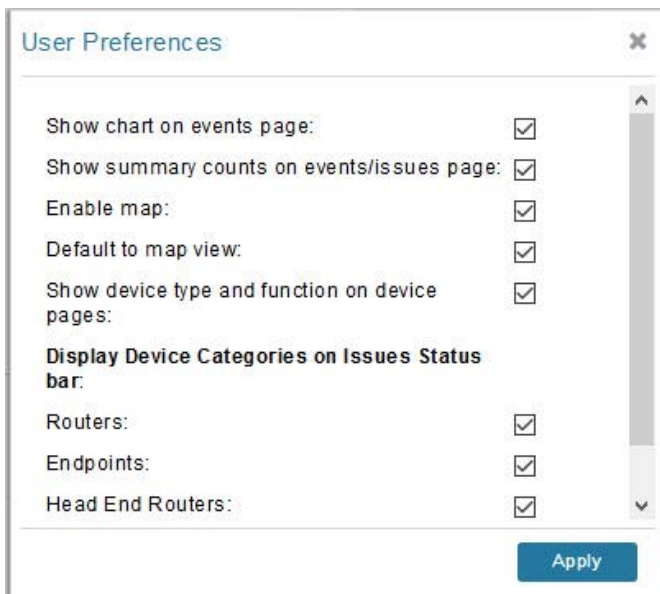 User Preferences
Show chart on events page:
Show summary counts on events/issues page:
Enable map:
Default to map view:
Show device type and function on device
pages:
Display Device Categories on Issues Status
bar:
Routers:
Endpoints:
Head End Routers:
Apply